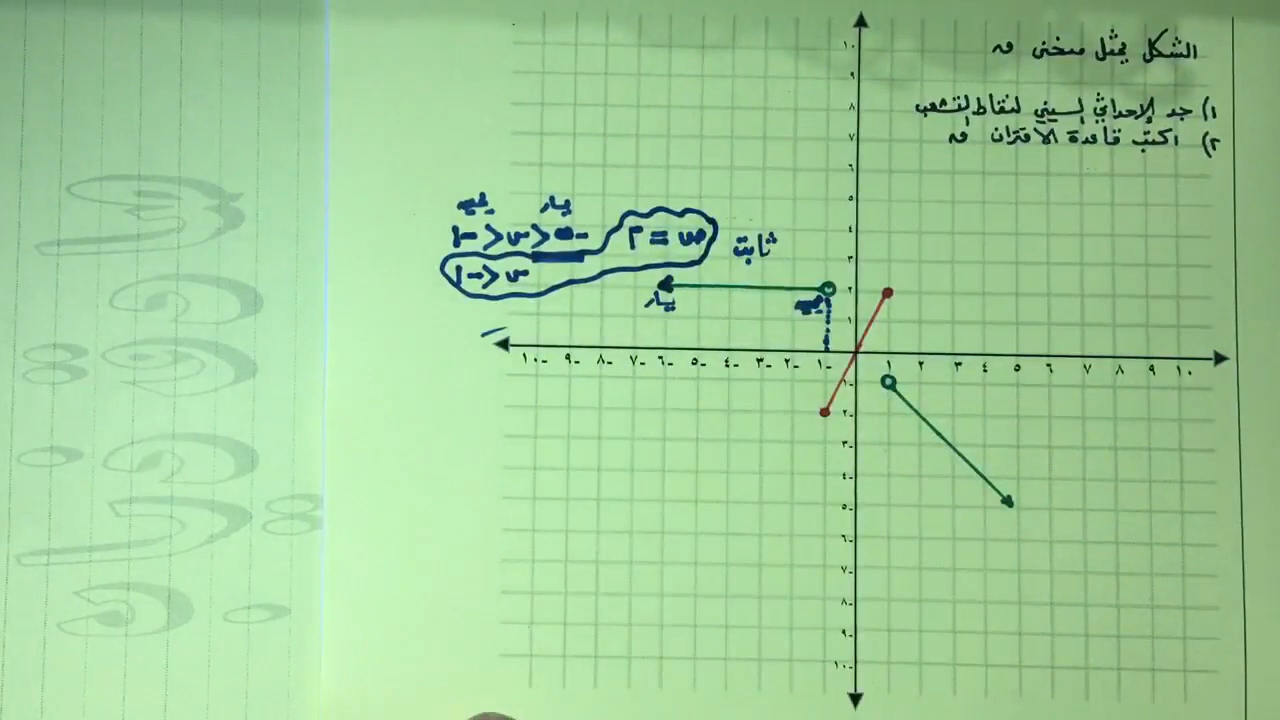 الشكل يمثل منحنى ق
١) جد الإحداثي السيني لنقاط التشعب
٢) اكتب قاعدة الاقتران ق
يمين يسار
-١ > س > -∞ ص = ٢
ثابت
س < -١
يسار يمين
١٠
٩
٨
٧
٦
٥
٤
٣
٢
١
-١٠ -٩ -٨ -٧ -٦ -٥ -٤ -٣ -٢ -١ ١ ٢ ٣ ٤ ٥ ٦ ٧ ٨ ٩ ١٠
-١
-٢
-٣
-٤
-٥
-٦
-٧
-٨
-٩
-١٠